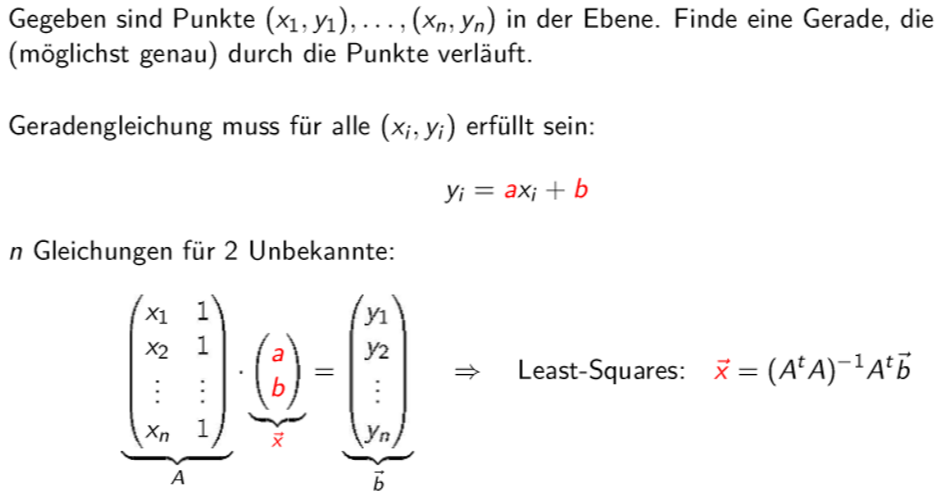 Gegeben sind Punkte (x₁, y₁), . . . , (xₙ, yₙ) in der Ebene. Finde eine Gerade, die
(möglichst genau) durch die Punkte verläuft.
Geradengleichung muss für alle (xᵢ, yᵢ) erfüllt sein:
yᵢ = axᵢ + b
n Gleichungen für 2 Unbekannte:
x₁ 1 y₁
x₂ 1 a y₂
⋮ ⋮ · b = ⋮ ⇒ Least-Squares: x⃗ = (AᵗA)⁻¹Aᵗb⃗
xₙ 1 x⃗ yₙ
A b⃗